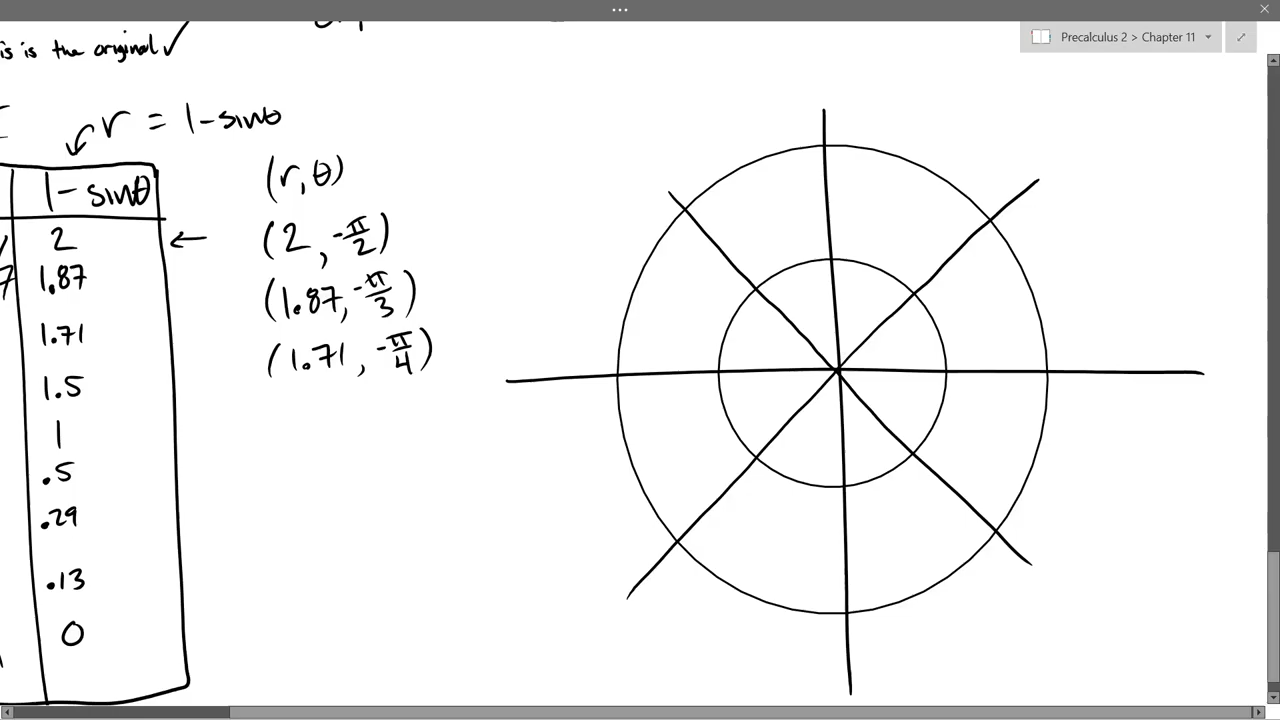 Precalculus 2 > Chapter 11
is is the original ✓
r = 1-sinθ
(r, θ)
1- sinθ
2
←
(2, -π/2)
7
1.87
(1.87, -π/3)
1.71
(1.71, -π/4)
1.5
1
.5
.29
.13
0